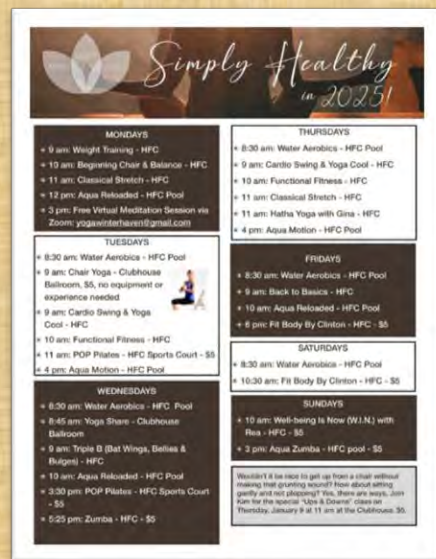 Simply Healthy
in 2025!
MONDAYS
+ 9 am: Weight Training - HFC
+ 10 am: Beginning Chair & Balance - HFC
+ 11 am: Classical Stretch - HFC
+ 12 pm: Aqua Reloaded - HFC Pool
+ 3 pm: Free Virtual Meditation Session via
Zoom: yogawinterhaven@gmail.com
TUESDAYS
+ 8:30 am: Water Aerobics - HFC Pool
+ 9 am: Chair Yoga - Clubhouse
Ballroom, $5, no equipment or
experience needed
+ 9 am: Cardio Swing & Yoga
Cool - HFC
+ 10 am: Functional Fitness - HFC
+ 11 am: POP Pilates - HFC Sports Court - $5
+ 4 pm: Aqua Motion - HFC Pool
WEDNESDAYS
+ 8:30 am: Water Aerobics - HFC Pool
+ 8:45 am: Yoga Share - Clubhouse
Ballroom
+ 9 am: Triple B (Bat Wings, Bellies &
Bulges) - HFC
+ 10 am: Aqua Reloaded - HFC Pool
+ 3:30 pm: POP Pilates - HFC Sports Court
- $5
+ 5:25 pm: Zumba - HFC - $5
THURSDAYS
+ 8:30 am: Water Aerobics - HFC Pool
+ 9 am: Cardio Swing & Yoga Cool - HFC
+ 10 am: Functional Fitness - HFC
+ 11 am: Classical Stretch - HFC
+ 11 am: Hatha Yoga with Gina - HFC
+ 4 pm: Aqua Motion - HFC Pool
FRIDAYS
+ 8:30 am: Water Aerobics - HFC Pool
+ 9 am: Back to Basics - HFC
+ 10 am: Aqua Reloaded - HFC Pool
+ 6 pm: Fit Body By Clinton - HFC - $5
SATURDAYS
+ 8:30 am: Water Aerobics - HFC Pool
+ 10:30 am: Fit Body By Clinton - HFC - $5
SUNDAYS
+ 10 am: Well-being Is Now (W.I.N.) with
Rea - HFC - $5
+ 3 pm: Aqua Zumba - HFC pool - $5
Wouldn't it be nice to get up from a chair without
making that grunting sound? How about sitting
gently and not plopping? Yes, there are ways. Join
Kim for the special "Ups & Downs" class on
Thursday, January 9 at 11 am at the Clubhouse. $5.